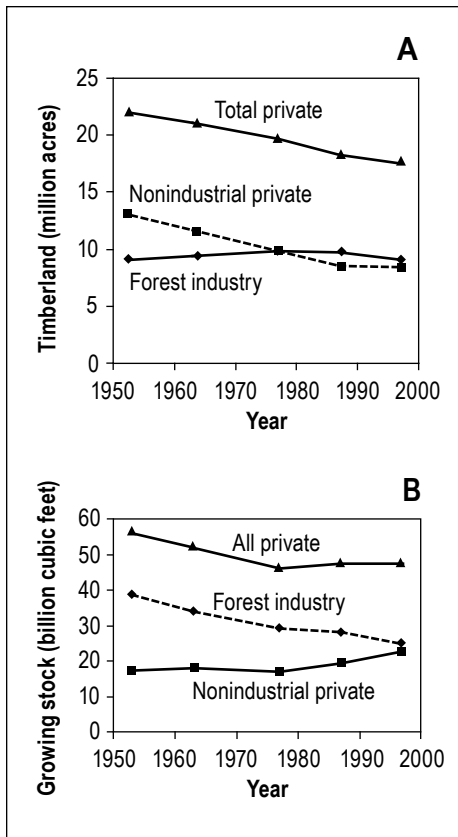 A
25
20
15
10
5
0
Timberland (million acres)
Total private
Nonindustrial private
Forest industry
1950 1960 1970 1980 1990 2000
Year
B
60
50
40
30
20
10
0
Growing stock (billion cubic feet)
All private
Forest industry
Nonindustrial private
1950 1960 1970 1980 1990 2000
Year